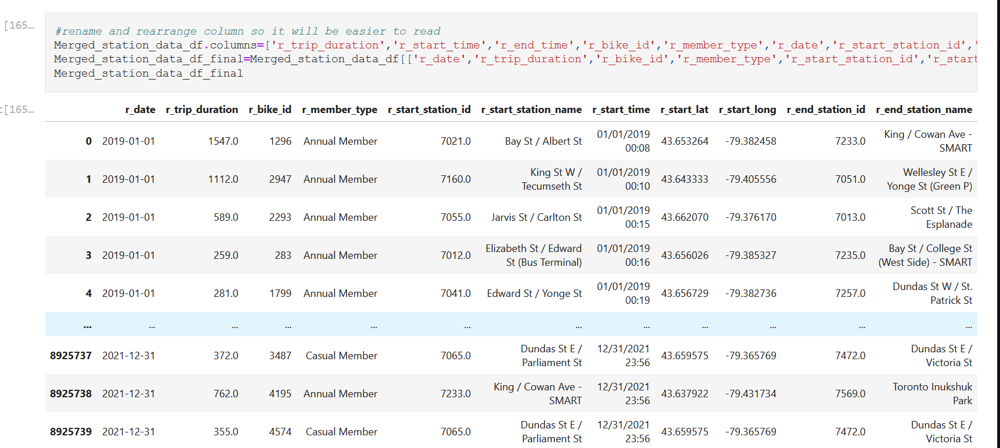 [165…
#rename and rearrange column so it will be easier to read
Merged_station_data_df.columns=['r_trip_duration','r_start_time','r_end_time','r_bike_id','r_member_type','r_date','r_start_station_id','
Merged_station_data_df_final=Merged_station_data_df[['r_date','r_trip_duration','r_bike_id','r_member_type','r_start_station_id','r_start
Merged_station_data_df_final
:[165…
r_date r_trip_duration r_bike_id r_member_type r_start_station_id r_start_station_name r_start_time r_start_lat r_start_long r_end_station_id r_end_station_name
0 2019-01-01 1547.0 1296 Annual Member 7021.0 Bay St / Albert St 01/01/2019 00:08 43.653264 -79.382458 7233.0 King / Cowan Ave - SMART
1 2019-01-01 1112.0 2947 Annual Member 7160.0 King St W / Tecumseth St 01/01/2019 00:10 43.643333 -79.405556 7051.0 Wellesley St E / Yonge St (Green P)
2 2019-01-01 589.0 2293 Annual Member 7055.0 Jarvis St / Carlton St 01/01/2019 00:15 43.662070 -79.376170 7013.0 Scott St / The Esplanade
3 2019-01-01 259.0 283 Annual Member 7012.0 Elizabeth St / Edward St (Bus Terminal) 01/01/2019 00:16 43.656026 -79.385327 7235.0 Bay St / College St (West Side) - SMART
4 2019-01-01 281.0 1799 Annual Member 7041.0 Edward St / Yonge St 01/01/2019 00:19 43.656729 -79.382736 7257.0 Dundas St W / St. Patrick St
... ... ... ... ... ... ... ... ... ... ... ...
8925737 2021-12-31 372.0 3487 Casual Member 7065.0 Dundas St E / Parliament St 12/31/2021 23:56 43.659575 -79.365769 7472.0 Dundas St E / Victoria St
8925738 2021-12-31 762.0 4195 Annual Member 7233.0 King / Cowan Ave - SMART 12/31/2021 23:56 43.637922 -79.431734 7569.0 Toronto Inukshuk Park
8925739 2021-12-31 355.0 4574 Casual Member 7065.0 Dundas St E / Parliament St 12/31/2021 23:56 43.659575 -79.365769 7472.0 Dundas St E / Victoria St